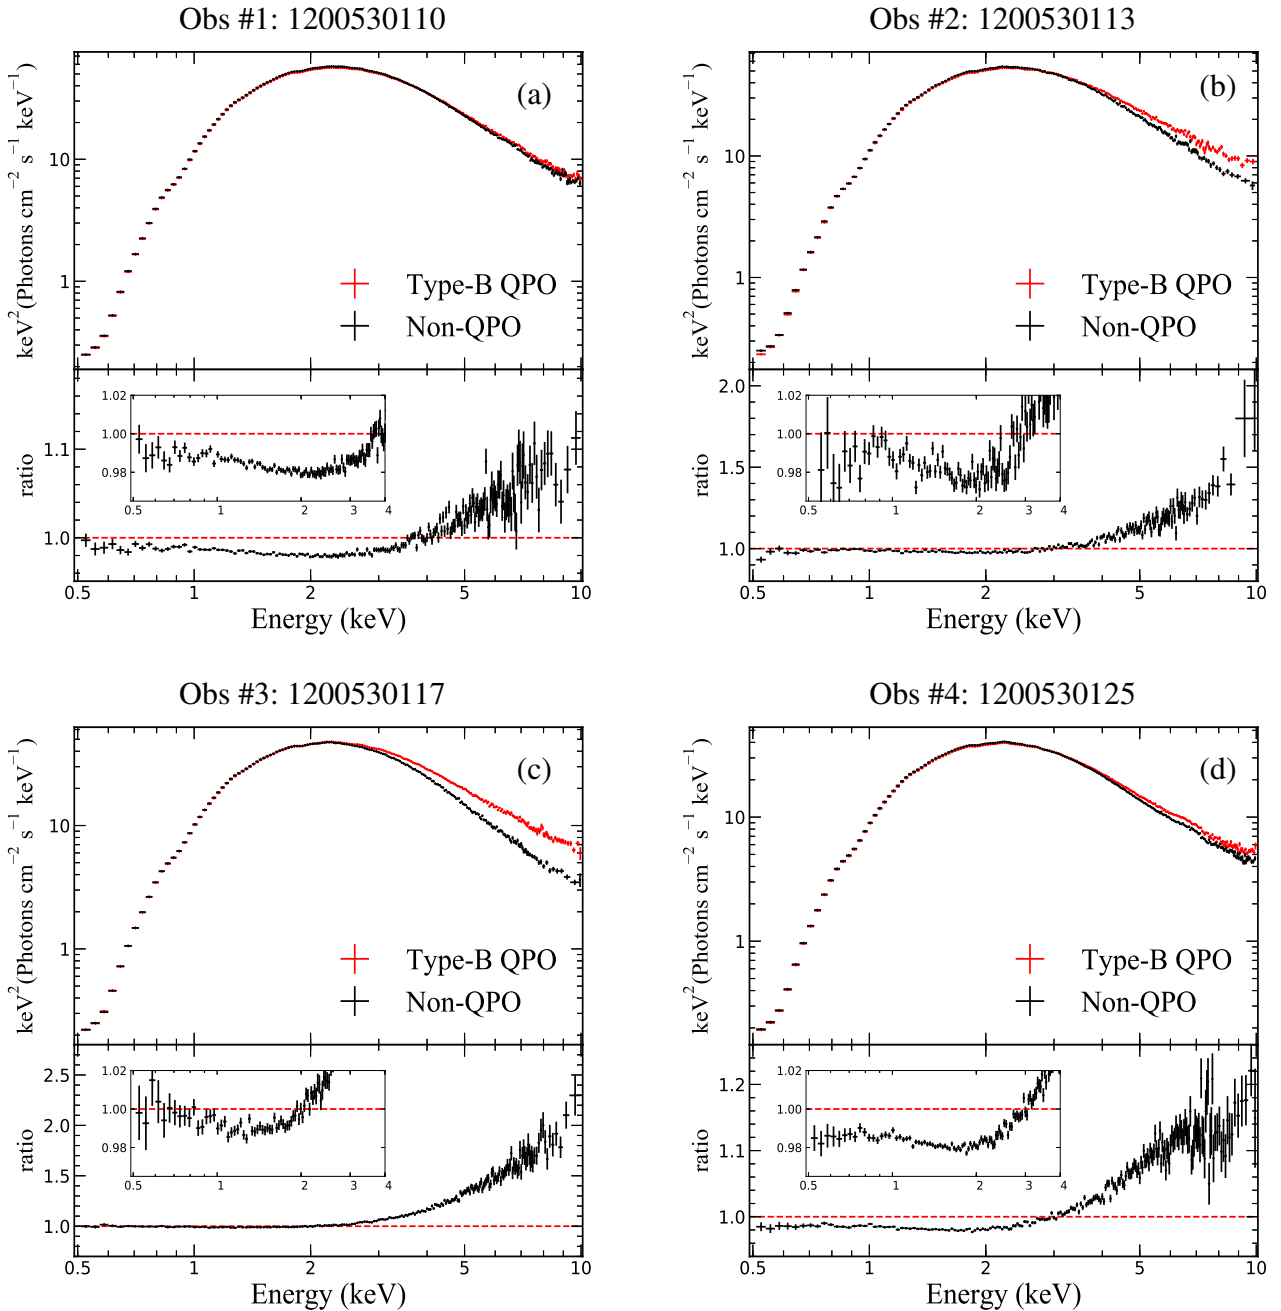 Obs #1: 1200530110
keV² (Photons cm⁻² s⁻¹ keV⁻¹)
10
1
(a)
Type-B QPO
Non-QPO
ratio
1.1
1.0
1.02
1.00
0.98
0.5 1 2 3 4
0.5 1 2 5 10
Energy (keV)
Obs #2: 1200530113
keV² (Photons cm⁻² s⁻¹ keV⁻¹)
10
1
(b)
Type-B QPO
Non-QPO
ratio
2.0
1.5
1.0
1.02
1.00
0.98
0.5 1 2 3 4
0.5 1 2 5 10
Energy (keV)
Obs #3: 1200530117
keV² (Photons cm⁻² s⁻¹ keV⁻¹)
10
1
(c)
Type-B QPO
Non-QPO
ratio
2.5
2.0
1.5
1.0
1.02
1.00
0.98
0.5 1 2 3 4
0.5 1 2 5 10
Energy (keV)
Obs #4: 1200530125
keV² (Photons cm⁻² s⁻¹ keV⁻¹)
10
1
(d)
Type-B QPO
Non-QPO
ratio
1.2
1.1
1.0
1.02
1.00
0.98
0.5 1 2 3 4
0.5 1 2 5 10
Energy (keV)